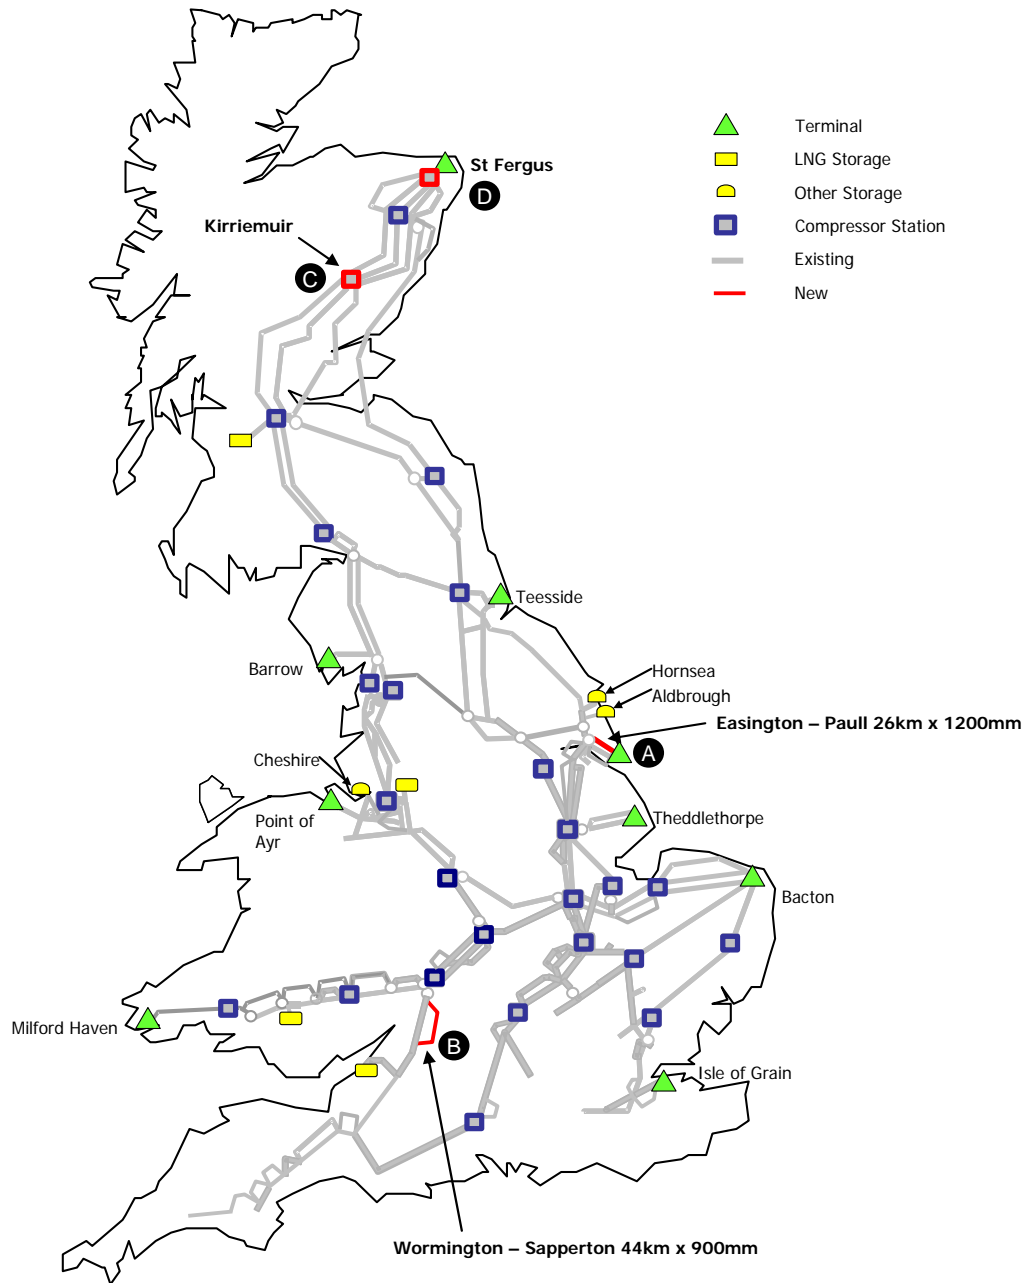 Terminal
LNG Storage
Other Storage
Compressor Station
Existing
New
St Fergus
D
Kirriemuir
C
Teesside
Barrow
Hornsea
Aldbrough
Easington – Paull 26km x 1200mm
A
Cheshire
Point of
Ayr
Theddlethorpe
Bacton
Milford Haven
B
Isle of Grain
Wormington – Sapperton 44km x 900mm